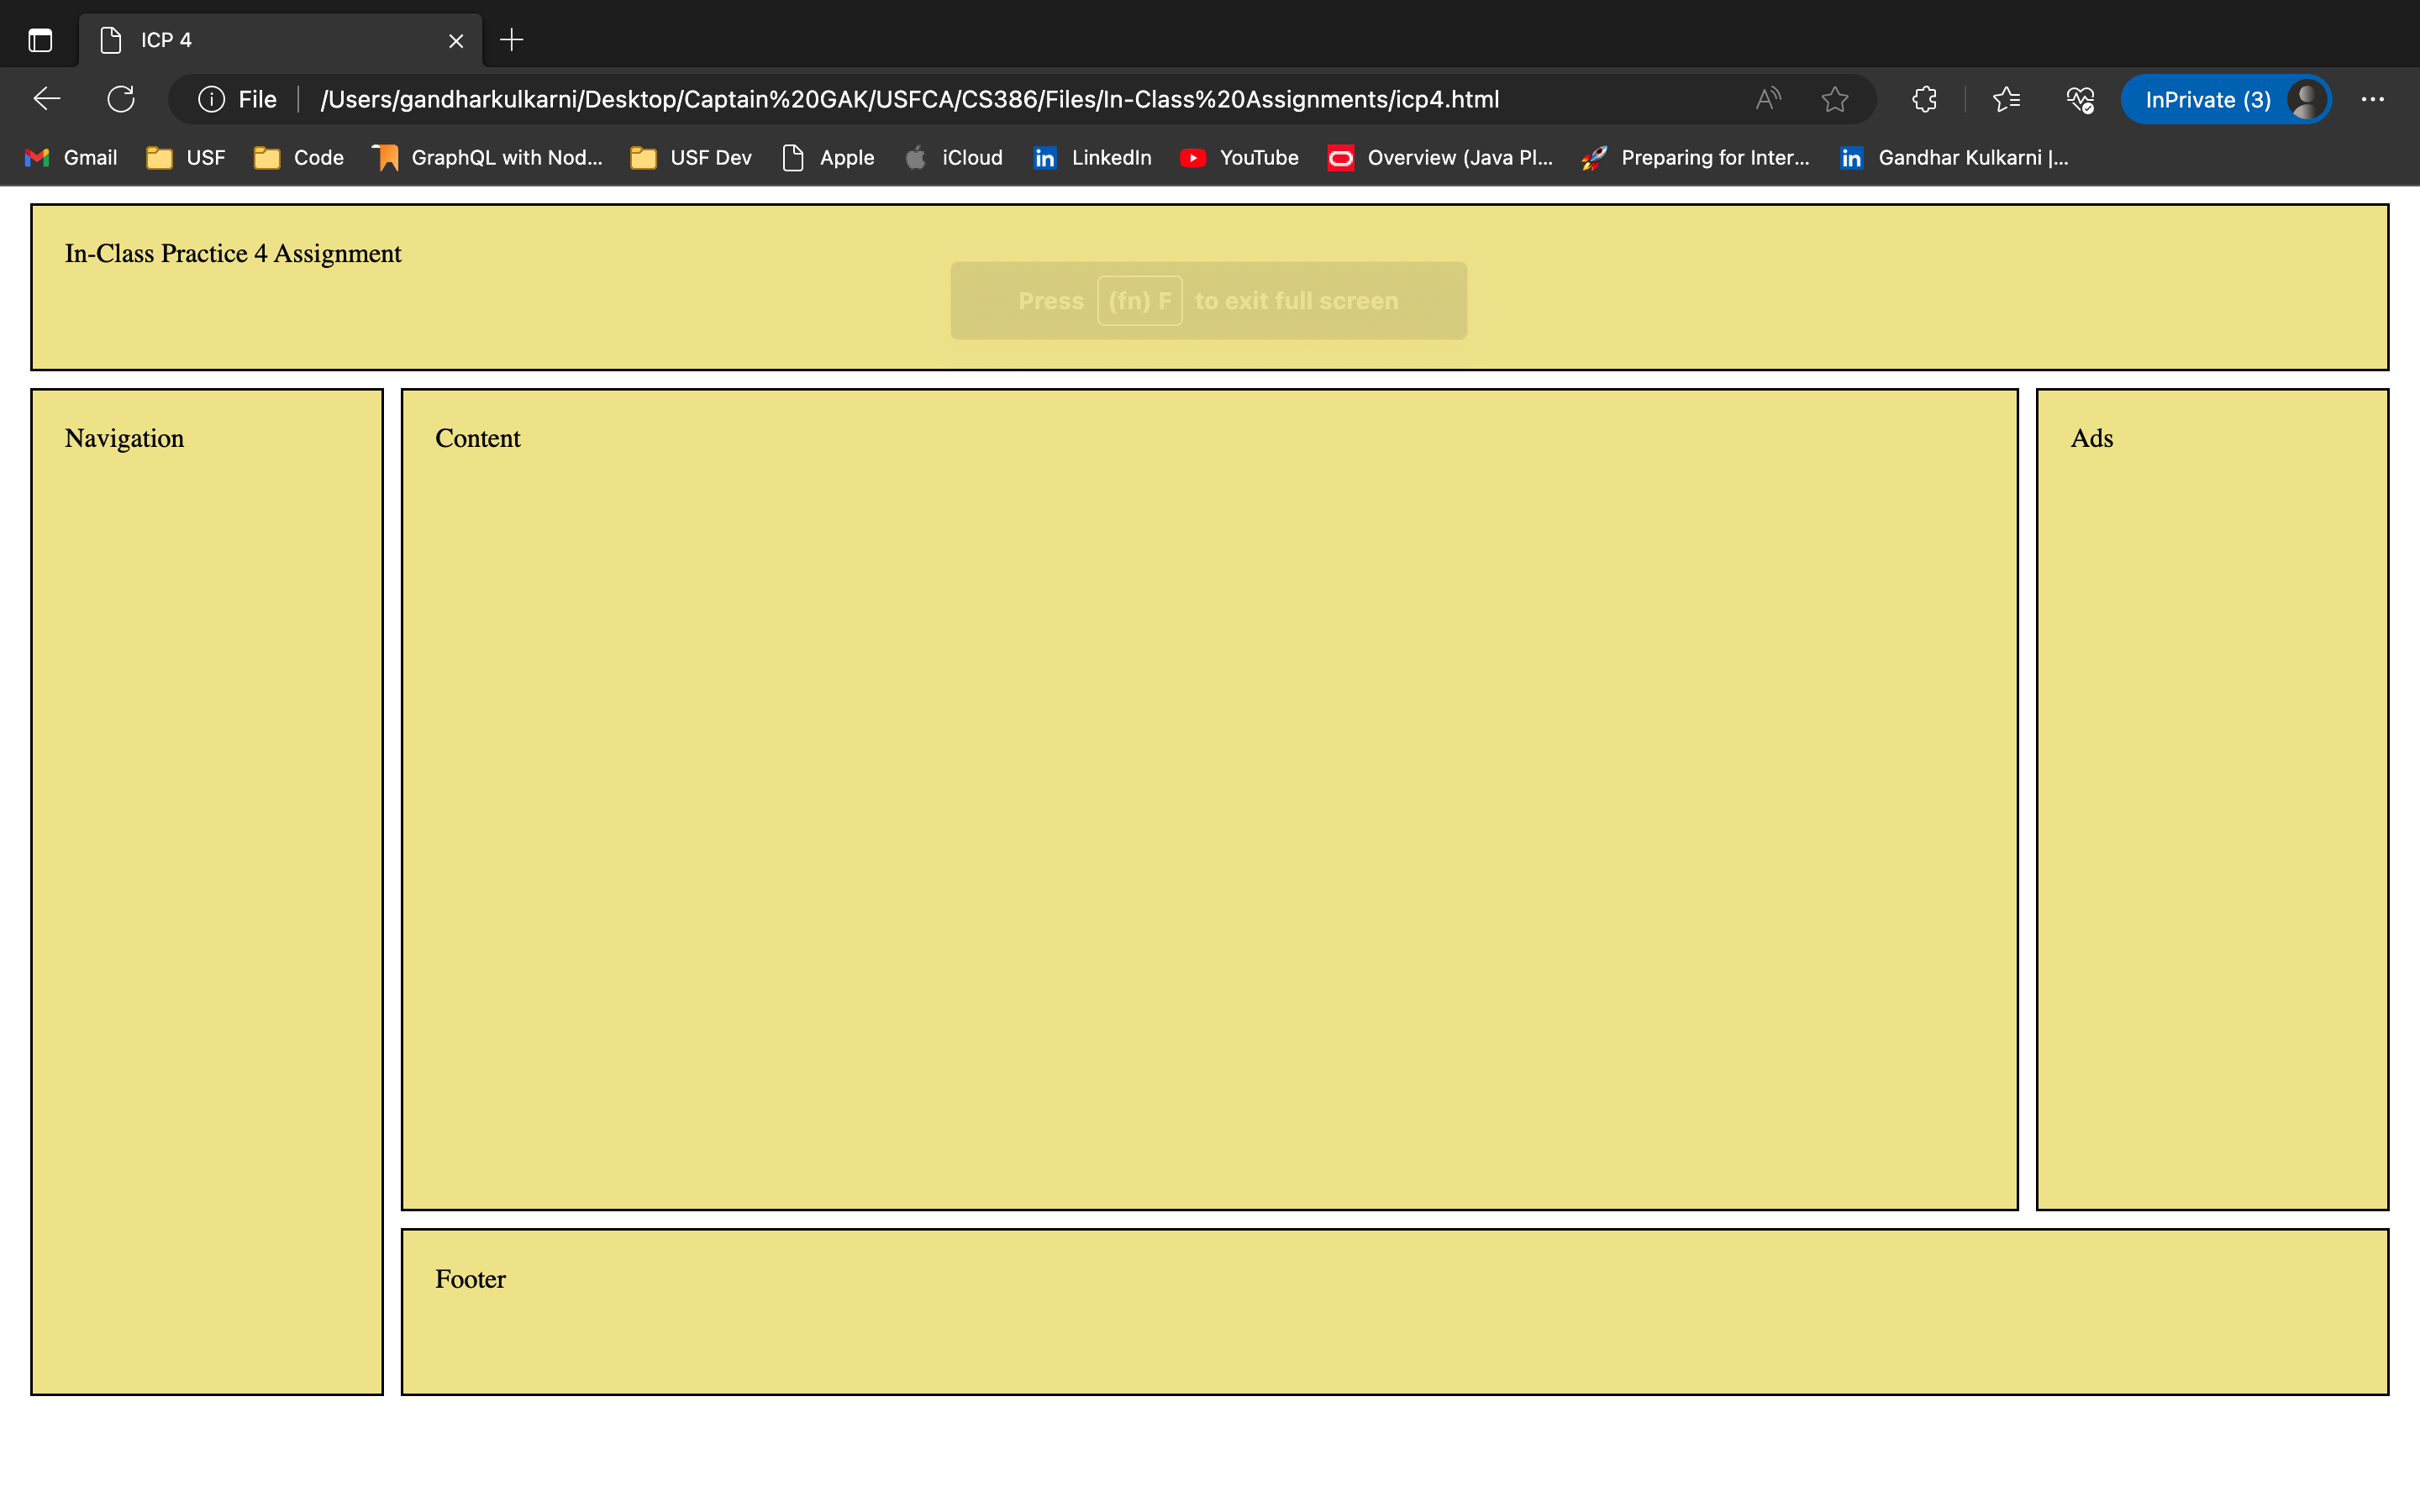 ICP 4
File /Users/gandharkulkarni/Desktop/Captain%20GAK/USFCA/CS386/Files/In-Class%20Assignments/icp4.html InPrivate (3)
Gmail USF Code GraphQL with Nod... USF Dev Apple iCloud LinkedIn YouTube Overview (Java Pl... Preparing for Inter... Gandhar Kulkarni |...
In-Class Practice 4 Assignment
Press (fn) F to exit full screen
Navigation
Content
Ads
Footer